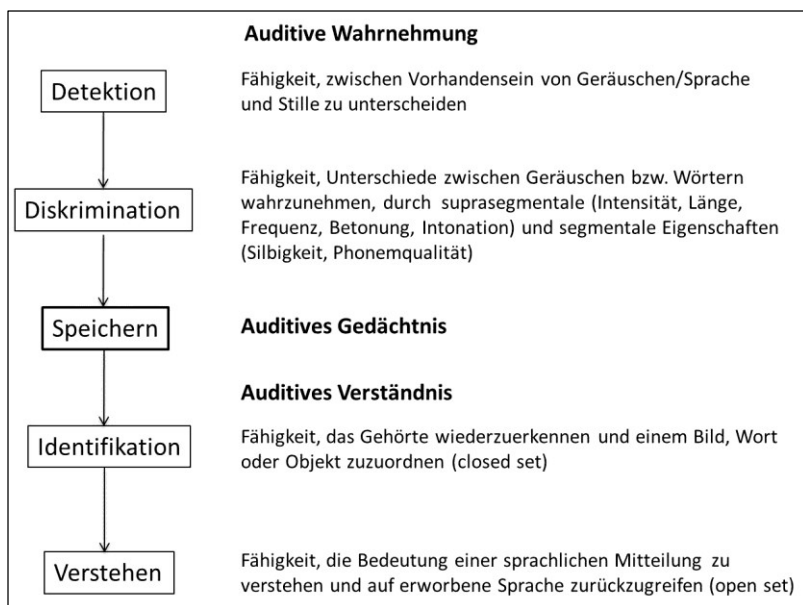 Auditive Wahrnehmung
Detektion
Fähigkeit, zwischen Vorhandensein von Geräuschen/Sprache
und Stille zu unterscheiden
Diskrimination
Fähigkeit, Unterschiede zwischen Geräuschen bzw. Wörtern
wahrzunehmen, durch suprasegmentale (Intensität, Länge,
Frequenz, Betonung, Intonation) und segmentale Eigenschaften
(Silbigkeit, Phonemqualität)
Speichern
Auditives Gedächtnis
Auditives Verständnis
Identifikation
Fähigkeit, das Gehörte wiederzuerkennen und einem Bild, Wort
oder Objekt zuzuordnen (closed set)
Verstehen
Fähigkeit, die Bedeutung einer sprachlichen Mitteilung zu
verstehen und auf erworbene Sprache zurückzugreifen (open set)